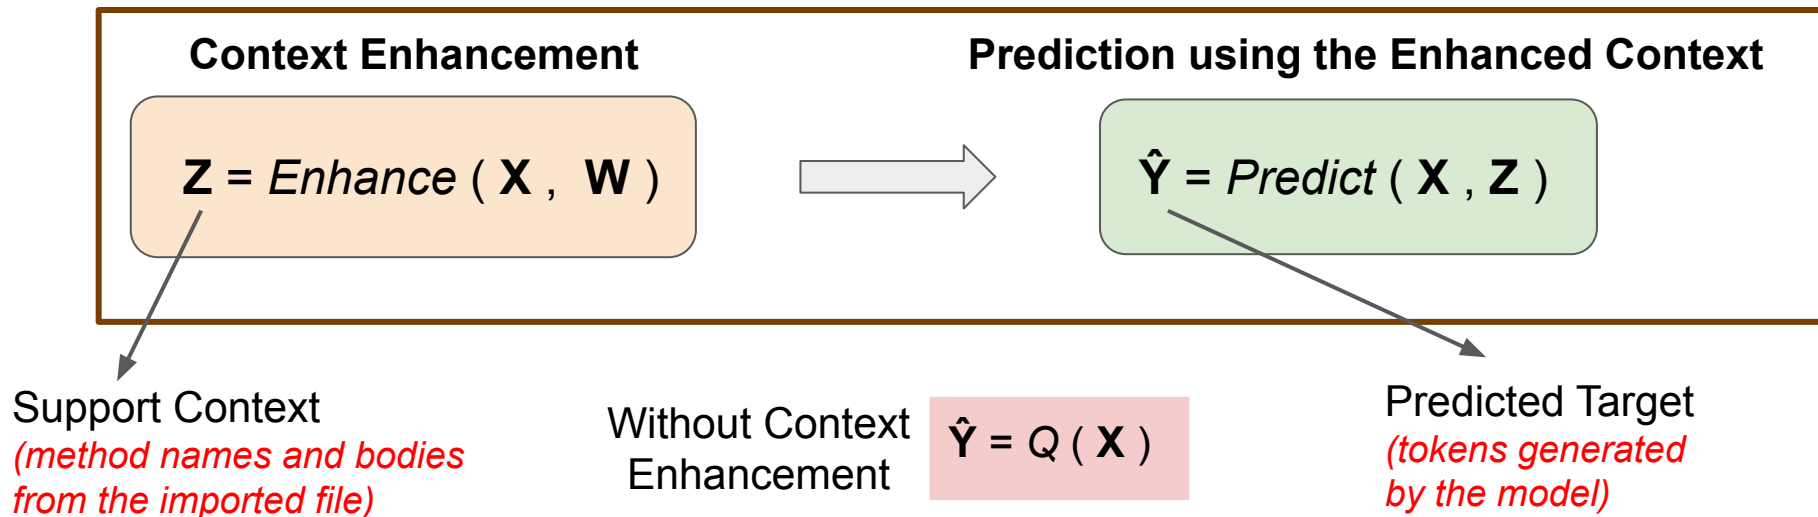 Context Enhancement
Prediction using the Enhanced Context
Z = Enhance ( X , W )
Ŷ = Predict ( X , Z )
Support Context
(method names and bodies
from the imported file)
Without Context
Enhancement
Ŷ = Q ( X )
Predicted Target
(tokens generated
by the model)